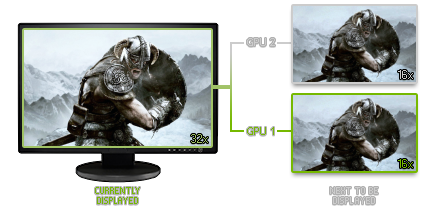 GPU 2
16x
32x
GPU 1
16x
CURRENTLY
DISPLAYED
NEXT TO BE
DISPLAYED